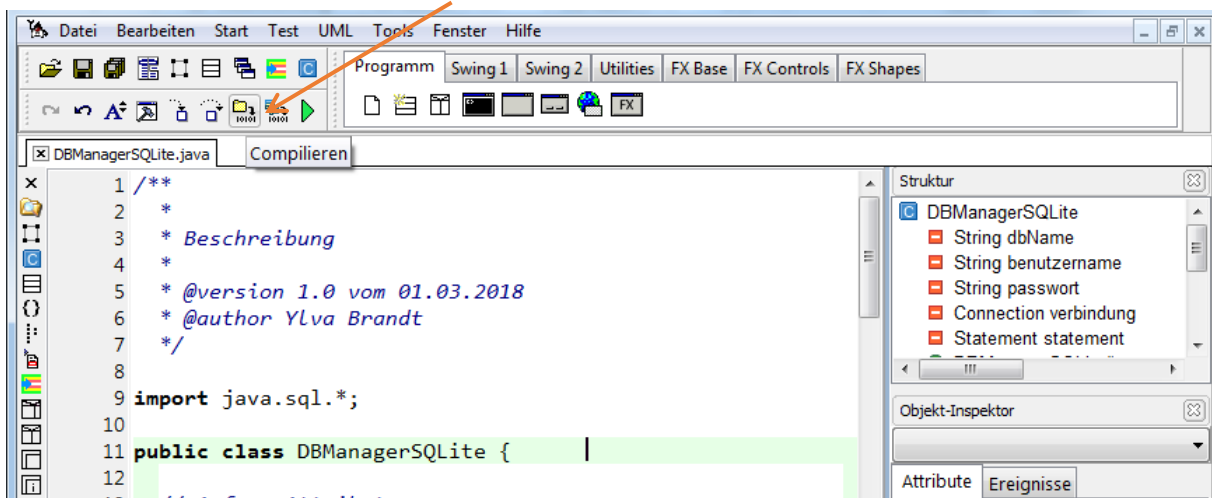 Datei Bearbeiten Start Test UML Tools Fenster Hilfe
Programm Swing 1 Swing 2 Utilities FX Base FX Controls FX Shapes
FX
DBManagerSQLite.java
Compilieren
1 /**
2 *
3 * Beschreibung
4 *
5 * @version 1.0 vom 01.03.2018
6 * @author Ylva Brandt
7 */
8
9 import java.sql.*;
10
11 public class DBManagerSQLite {
12
Struktur
DBManagerSQLite
String dbName
String benutzername
String passwort
Connection verbindung
Statement statement
Objekt-Inspektor
Attribute Ereignisse